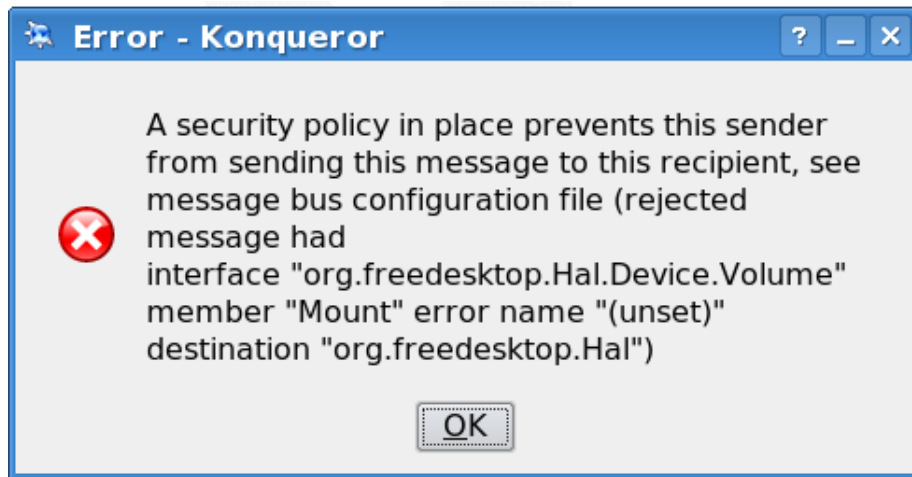 Error - Konqueror
A security policy in place prevents this sender
from sending this message to this recipient, see
message bus configuration file (rejected
message had
interface "org.freedesktop.Hal.Device.Volume"
member "Mount" error name "(unset)"
destination "org.freedesktop.Hal")
OK